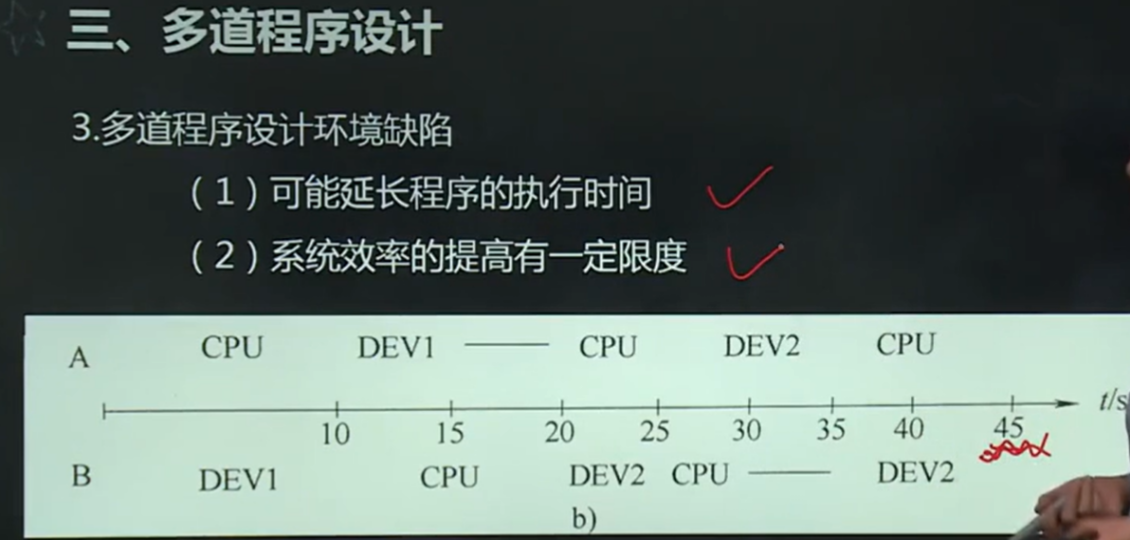 三、多道程序设计
3.多道程序设计环境缺陷
（1）可能延长程序的执行时间
（2）系统效率的提高有一定限度
A CPU DEV1 CPU DEV2 CPU
t/s
10 15 20 25 30 35 40 45
B DEV1 CPU DEV2 CPU DEV2
b)